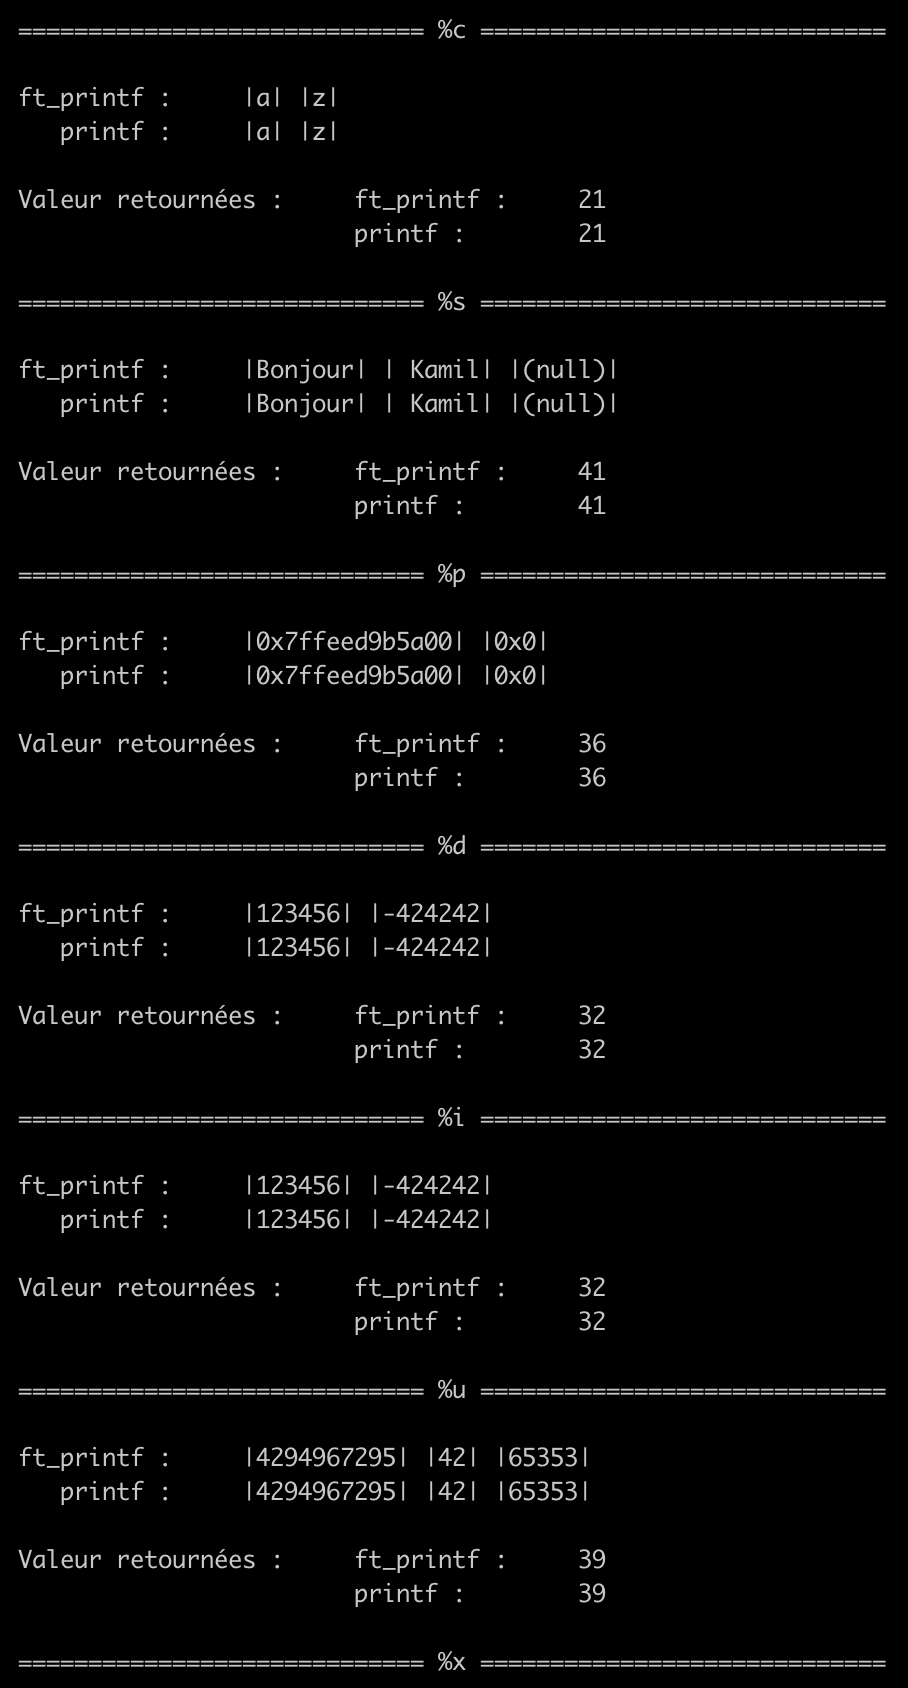 ============================= %c =============================
ft_printf :     |a| |z|
   printf :     |a| |z|
Valeur retournées :     ft_printf :     21
                        printf :        21
============================= %s =============================
ft_printf :     |Bonjour| | Kamil| |(null)|
   printf :     |Bonjour| | Kamil| |(null)|
Valeur retournées :     ft_printf :     41
                        printf :        41
============================= %p =============================
ft_printf :     |0x7ffeed9b5a00| |0x0|
   printf :     |0x7ffeed9b5a00| |0x0|
Valeur retournées :     ft_printf :     36
                        printf :        36
============================= %d =============================
ft_printf :     |123456| |-424242|
   printf :     |123456| |-424242|
Valeur retournées :     ft_printf :     32
                        printf :        32
============================= %i =============================
ft_printf :     |123456| |-424242|
   printf :     |123456| |-424242|
Valeur retournées :     ft_printf :     32
                        printf :        32
============================= %u =============================
ft_printf :     |4294967295| |42| |65353|
   printf :     |4294967295| |42| |65353|
Valeur retournées :     ft_printf :     39
                        printf :        39
============================= %x =============================